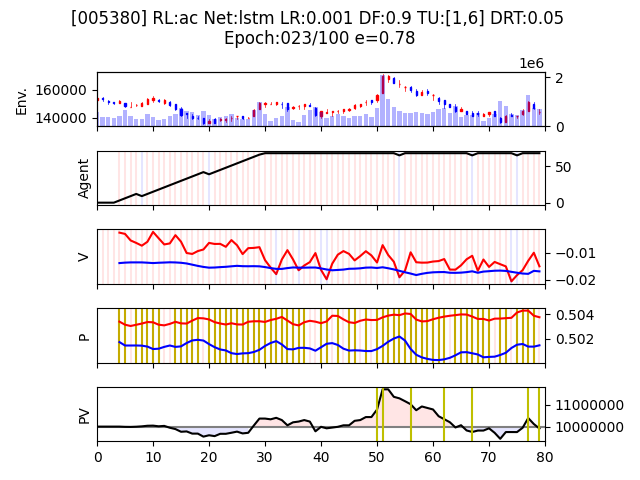 [005380] RL:ac Net:lstm LR:0.001 DF:0.9 TU:[1,6] DRT:0.05
Epoch:023/100 e=0.78
1e6
Env.
160000
140000
2
0
Agent
50
0
V
−0.01
−0.02
P
0.504
0.502
PV
11000000
10000000
0 10 20 30 40 50 60 70 80